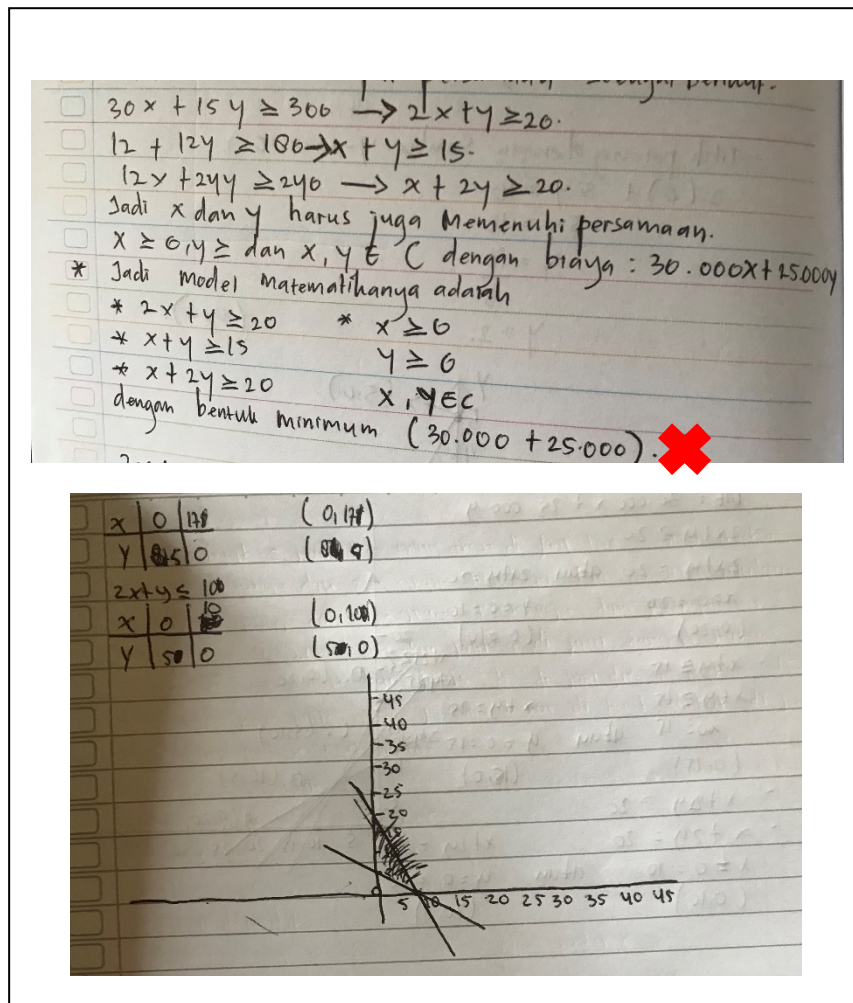 30x + 15y ≥ 300 → 2x+y ≥20.
12 + 12y ≥ 180→x + y ≥ 15.
12x +24y ≥240 → x + 2y ≥ 20.
Jadi x dan y harus juga memenuhi persamaan.
x ≥ 0, y ≥ dan x, y ∈ C dengan biaya : 30.000x + 25000y
* Jadi model matematikanya adalah
* 2x + y ≥ 20 * x ≥ 0
* x + y ≥ 15 y ≥ 0
* x + 2y ≥ 20 x, y ∈ C
dengan bentuk minimum (30.000 + 25.000).
x 0
y 0
2x+y ≤ 100
x 0 10
y 50 0
45
40
35
30
25
20
0 5 10 15 20 25 30 35 40 45